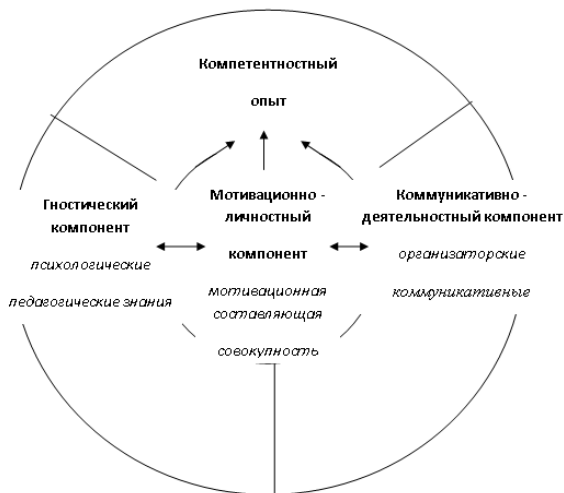 Компетентностный
опыт
Гностический
компонент
психологические
педагогические знания
Мотивационно -
личностный
компонент
мотивационная
составляющая
совокупность
Коммуникативно -
деятельностный компонент
организаторские
коммуникативные